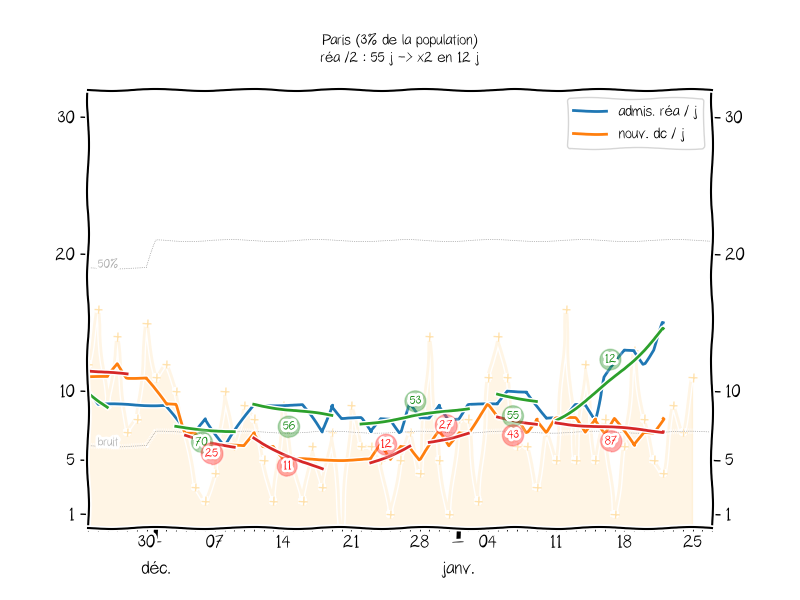 Paris (3% de la population)
réa /2 : 55 j -> x2 en 12 j
admis. réa / j
nouv. dc / j
30 30
20 20
50%
12
10 10
53
55
56
27
43
87
bruit
70
25
12
11
5 5
1 1
30 07 14 21 28 04 11 18 25
déc. janv.